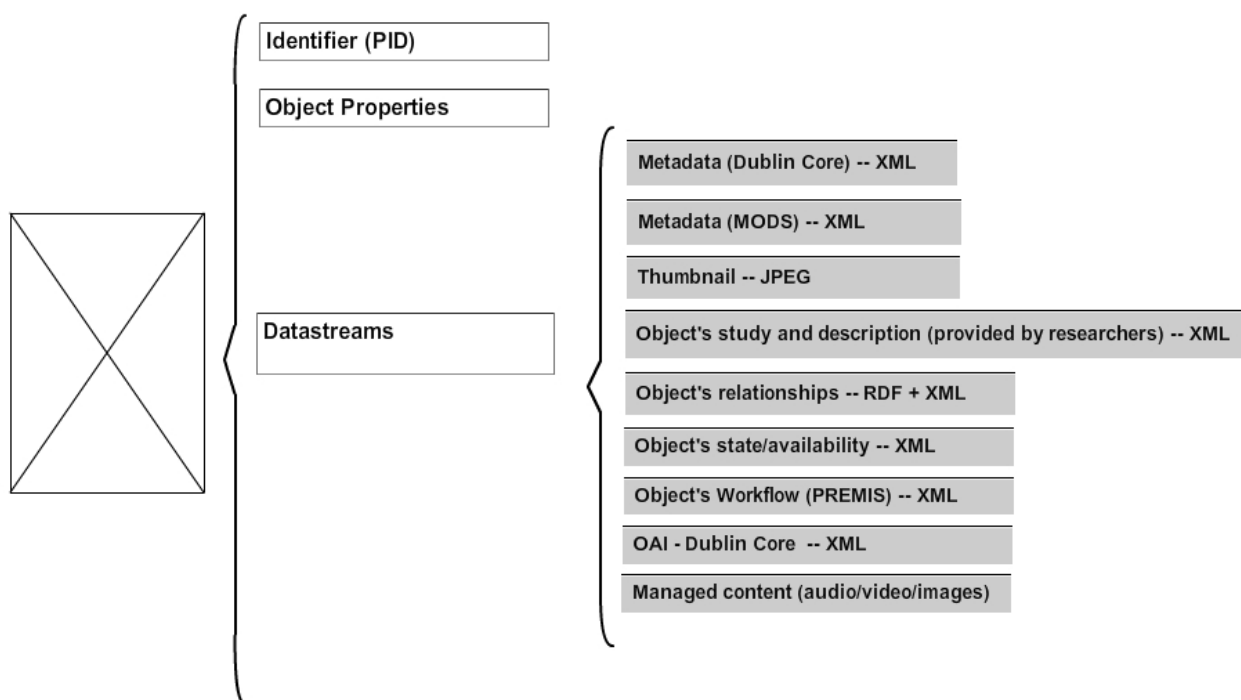 Identifier (PID)
Object Properties
Datastreams
Metadata (Dublin Core) -- XML
Metadata (MODS) -- XML
Thumbnail -- JPEG
Object's study and description (provided by researchers) -- XML
Object's relationships -- RDF + XML
Object's state/availability -- XML
Object's Workflow (PREMIS) -- XML
OAI - Dublin Core  -- XML
Managed content (audio/video/images)